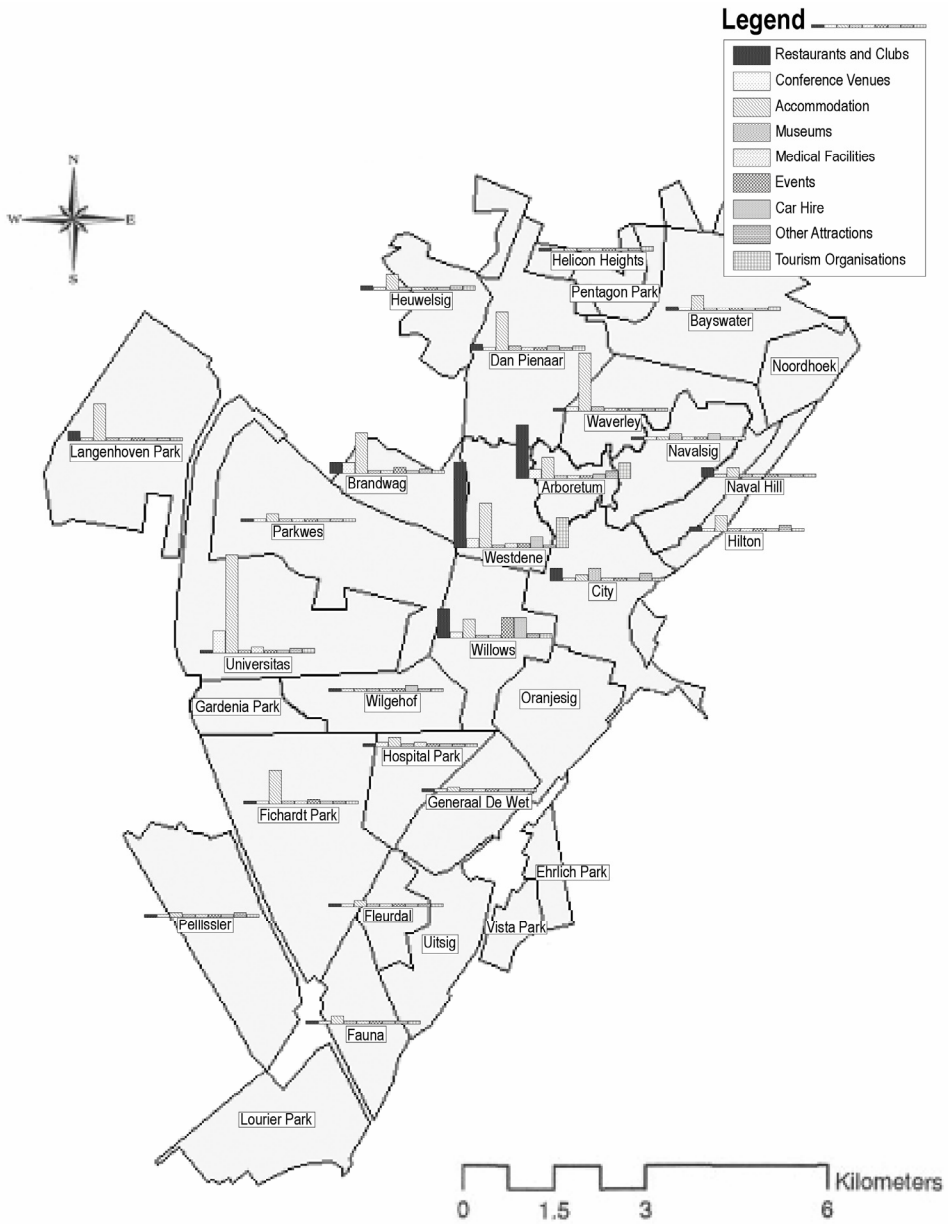 Legend
Restaurants and Clubs
Conference Venues
Accommodation
Museums
Medical Facilities
Events
Car Hire
Other Attractions
Tourism Organisations
N
W
E
S
Helicon Heights
Pentagon Park
Heuwelsig
Bayswater
Dan Pienaar
Noordhoek
Waverley
Navalsig
Langenhoven Park
Brandwag
Arboretum
Naval Hill
Parkwes
Hilton
Westdene
City
Willows
Universitas
Oranjesig
Gardenia Park
Wilgehof
Hospital Park
Generaal De Wet
Fichardt Park
Ehrlich Park
Fleurdal
Pellissier
Vista Park
Uitsig
Fauna
Lourier Park
Kilometers
0
1.5
3
6